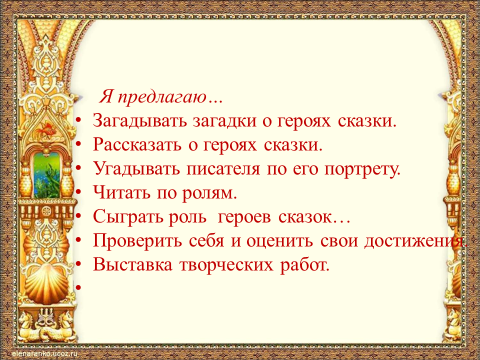 Я предлагаю…
• Загадывать загадки о героях сказки.
• Рассказать о героях сказки.
• Угадывать писателя по его портрету.
• Читать по ролям.
• Сыграть роль  героев сказок…
• Проверить себя и оценить свои достижения.
• Выставка творческих работ.
•
elenaranko.ucoz.ru